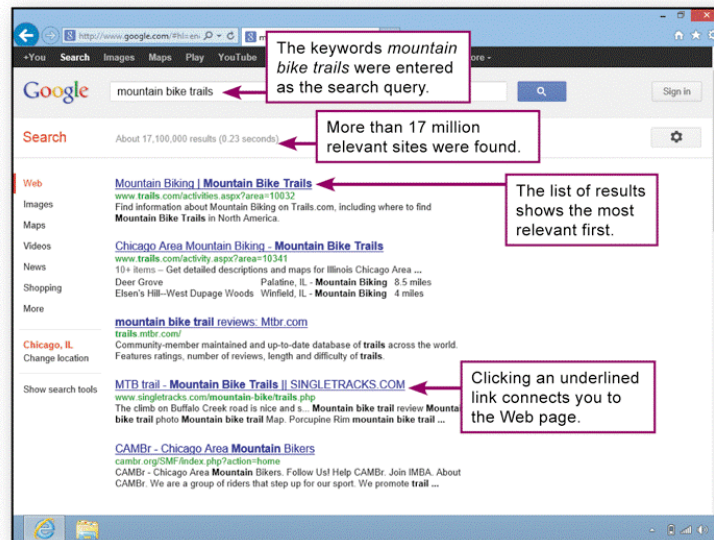 http://www.google.com/#hl=en
+You Search Images Maps Play YouTube
The keywords mountain
bike trails were entered
as the search query.
Google
mountain bike trails
Sign in
Search
About 17,100,000 results (0.23 seconds)
More than 17 million
relevant sites were found.
Web
Images
Maps
Videos
News
Shopping
More
Chicago, IL
Change location
Show search tools
Mountain Biking | Mountain Bike Trails
www.trails.com/activities.aspx?area=10032
Find information about Mountain Biking on Trails.com, including where to find
Mountain Bike Trails in North America.
The list of results
shows the most
relevant first.
Chicago Area Mountain Biking - Mountain Bike Trails
www.trails.com/activity.aspx?area=10341
10+ items – Get detailed descriptions and maps for Illinois Chicago Area ...
Deer Grove Palatine, IL - Mountain Biking 8.5 miles
Elsen's Hill--West Dupage Woods Winfield, IL - Mountain Biking 4 miles
mountain bike trail reviews: Mtbr.com
trails.mtbr.com/
Community-member maintained and up-to-date database of trails across the world.
Features ratings, number of reviews, length and difficulty of trails.
MTB trail - Mountain Bike Trails || SINGLETRACKS.COM
www.singletracks.com/mountain-bike/trails.php
The climb on Buffalo Creek road is nice and s... Mountain bike trail review Mounta
bike trail photo Mountain bike trail Map. Porcupine Rim mountain bike trail ...
Clicking an underlined
link connects you to
the Web page.
CAMBr - Chicago Area Mountain Bikers
cambr.org/SMF/index.php?action=home
CAMBr - Chicago Area Mountain Bikers. Follow Us! Help CAMBr. Join IMBA. About
CAMBr. We are a group of riders that step up for our sport. We promote trail ...